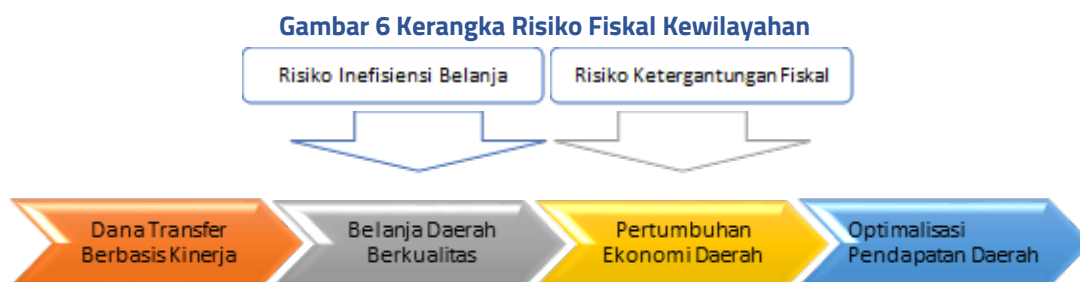 Gambar 6 Kerangka Risiko Fiskal Kewilayahan
Risiko Inefisiensi Belanja
Risiko Ketergantungan Fiskal
Dana Transfer
Berbasis Kinerja
Belanja Daerah
Berkualitas
Pertumbuhan
Ekonomi Daerah
Optimalisasi
Pendapatan Daerah